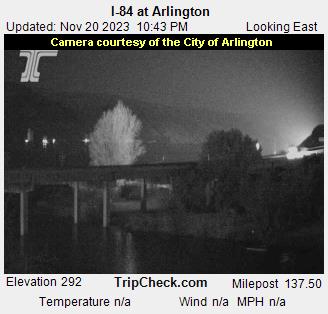 I-84 at Arlington
Updated: Nov 20 2023 10:43 PM Looking East
Camera courtesy of the City of Arlington
Elevation 292 TripCheck.com Milepost 137.50
Temperature n/a Wind n/a MPH n/a